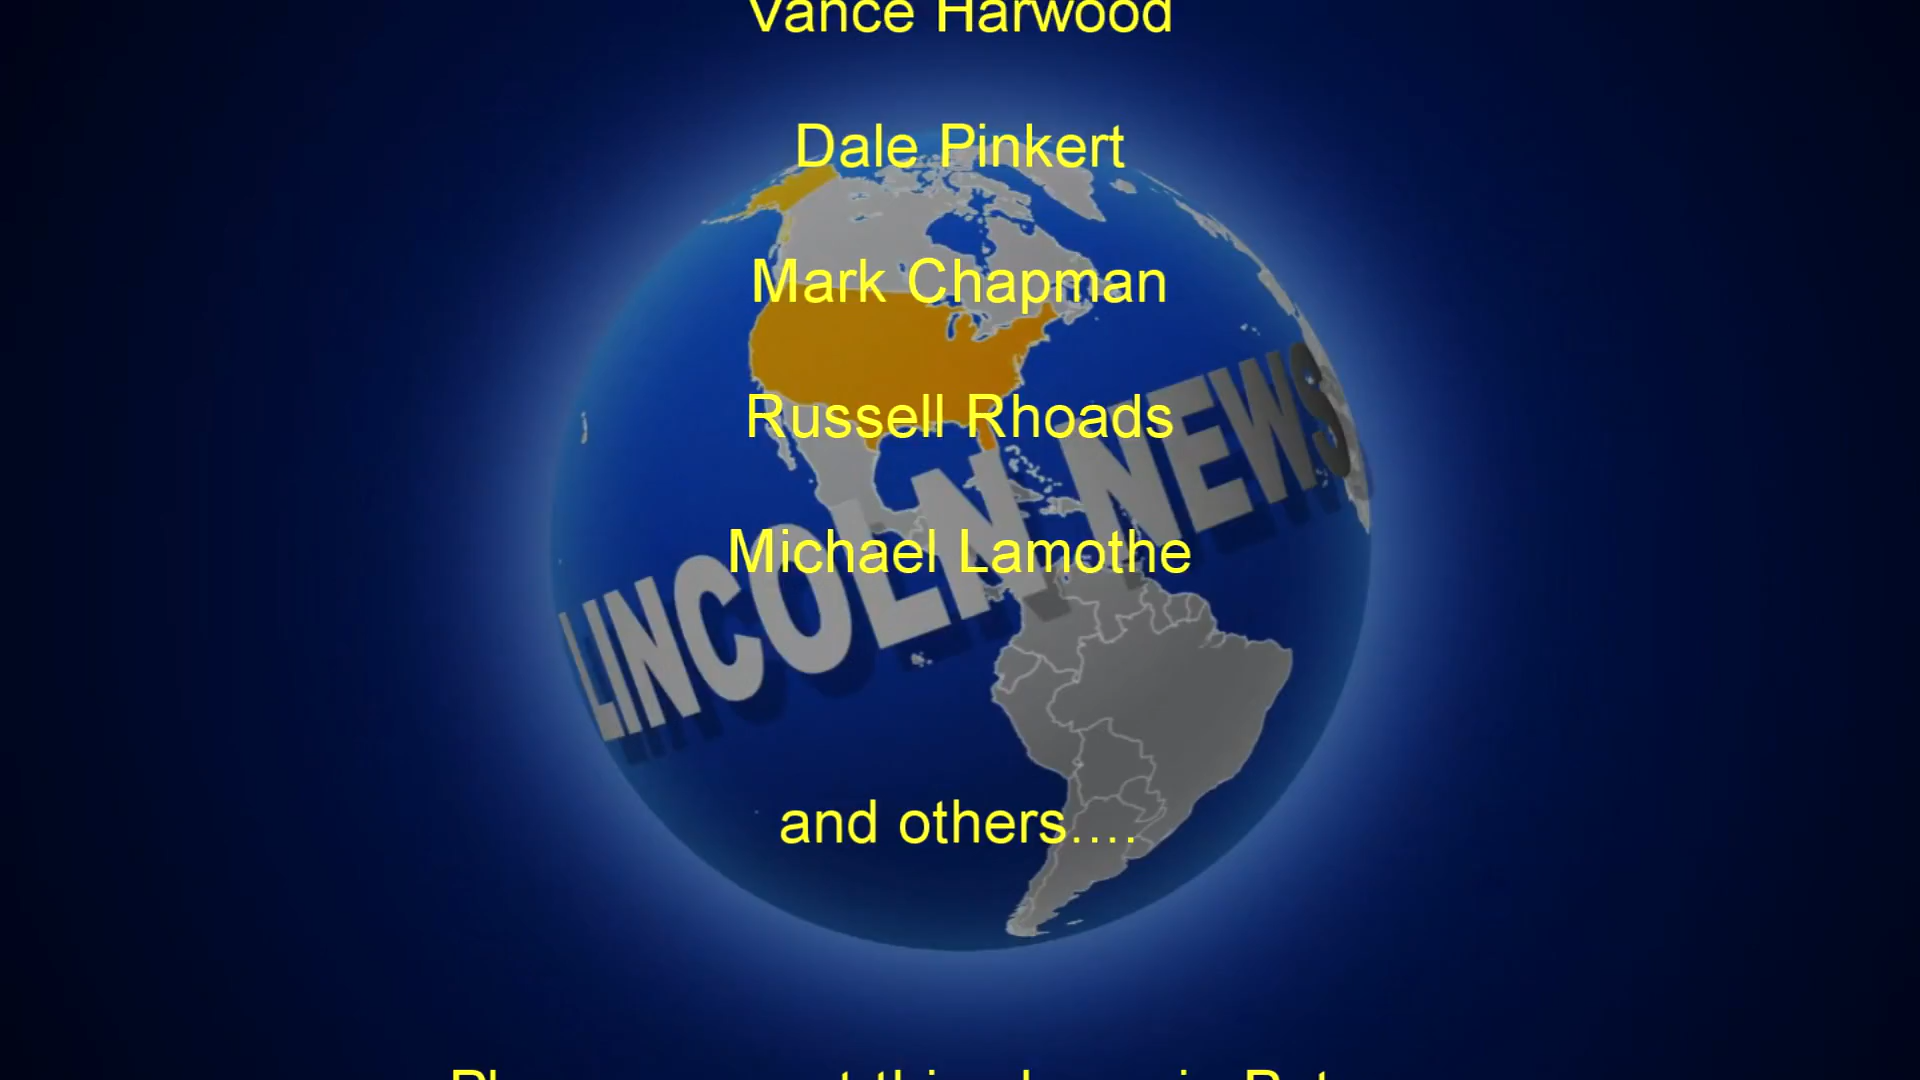 Vance Harwood
Dale Pinkert
Mark Chapman
Russell Rhoads
LINCOLN NEWS
Michael Lamothe
and others....